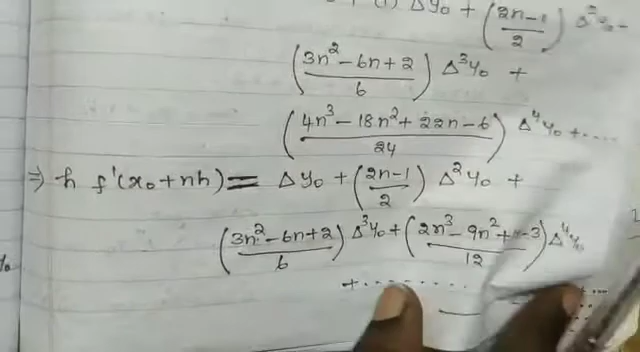 (1) Δy₀ + (2n-1/2) Δ²y₀ -
(3n² - 6n + 2/6) Δ³y₀ +
(4n³ - 18n² + 22n - 6/24) Δ⁴y₀ + ....
⇒ h f'(x₀ + nh) = Δy₀ + (2n-1/2) Δ²y₀ +
(3n² - 6n + 2/6) Δ³y₀ + (2n³ - 9n² + -3/12) Δ⁴y₀
+ ........